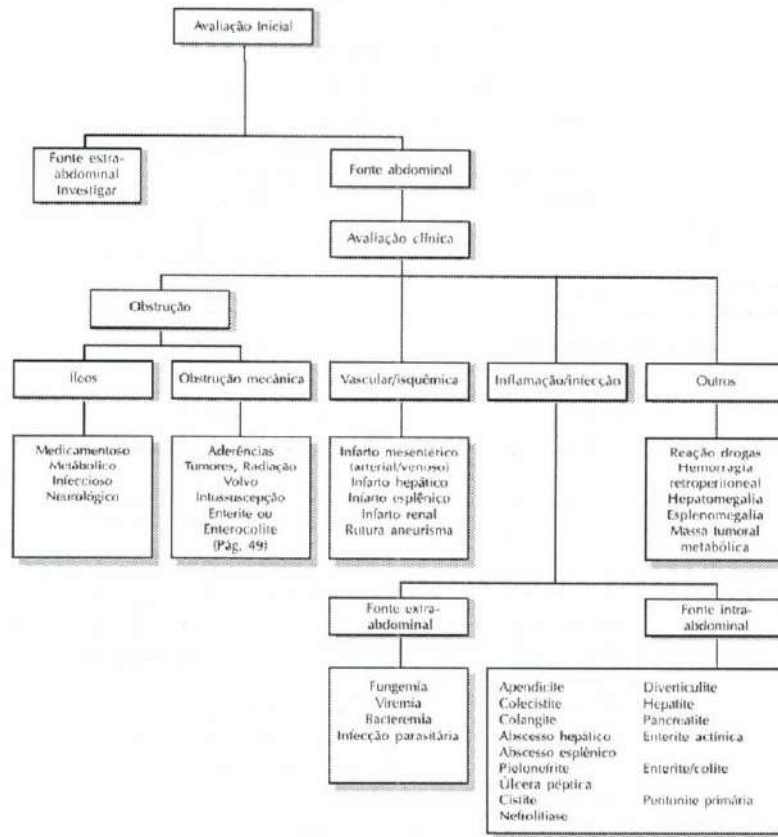 Avaliação Inicial
Fonte extra-
abdominal
Investigar
Fonte abdominal
Avaliação clínica
Obstrução
Íleos
Obstrução mecânica
Vascular/isquêmica
Inflamação/infecção
Outros
Medicamentoso
Metabólico
Infeccioso
Neurológico
Aderências
Tumores, Radiação
Volvo
Intussuscepção
Enterite ou
Enterocolite
(Pág. 49)
Infarto mesentérico
(arterial/venoso)
Infarto hepático
Infarto esplênico
Infarto renal
Rutura aneurisma
Reação drogas
Hemorragia
retroperitoneal
Hepatomegalia
Esplenomegalia
Massa tumoral
metabólica
Fonte extra-
abdominal
Fonte intra-
abdominal
Fungemia
Viremia
Bacteremia
Infecção parasitária
Apendicite Diverticulite
Colecistite Hepatite
Colangite Pancreatite
Abscesso hepático Enterite actínica
Abscesso esplênico
Pielonefrite Enterite/colite
Úlcera péptica
Cistite Peritonite primária
Nefrolitíase